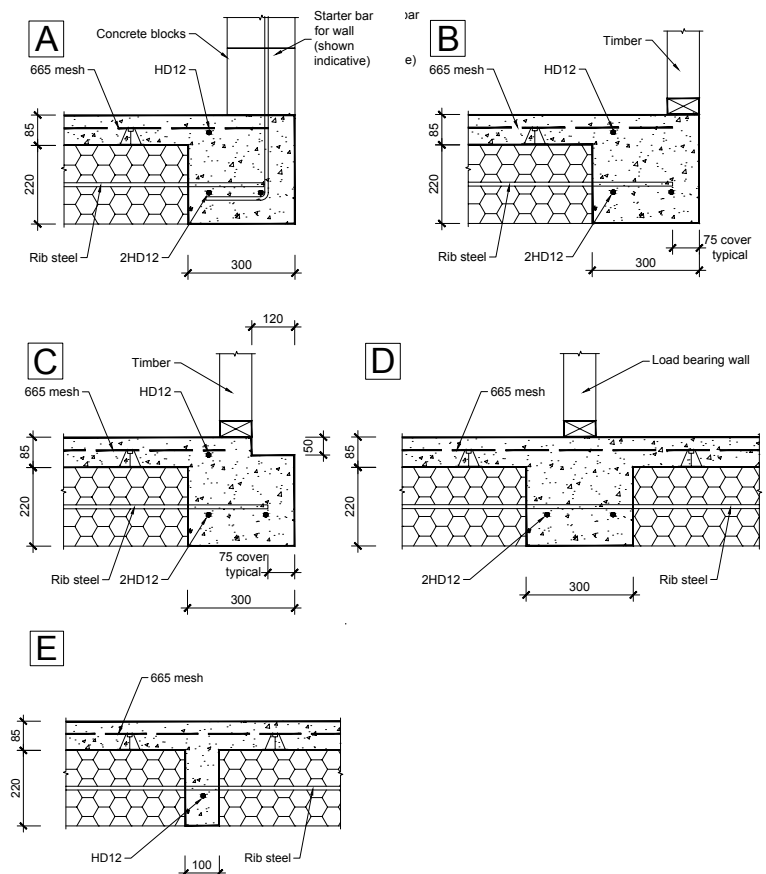 A
Concrete blocks
Starter bar
for wall
(shown
indicative)
665 mesh
HD12
85
220
Rib steel
2HD12
300
bar
e)
B
Timber
665 mesh
HD12
85
220
Rib steel
2HD12
75 cover
typical
300
C
120
Timber
665 mesh
HD12
50
85
220
75 cover
typical
Rib steel
2HD12
300
D
Load bearing wall
665 mesh
85
220
2HD12
Rib steel
300
E
665 mesh
85
220
HD12
Rib steel
100